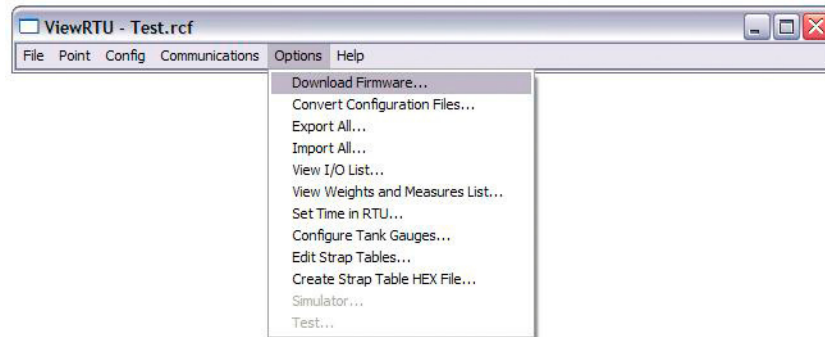 ViewRTU - Test.rcf
File Point Config Communications Options Help
Download Firmware...
Convert Configuration Files...
Export All...
Import All...
View I/O List...
View Weights and Measures List...
Set Time in RTU...
Configure Tank Gauges...
Edit Strap Tables...
Create Strap Table HEX File...
Simulator...
Test...